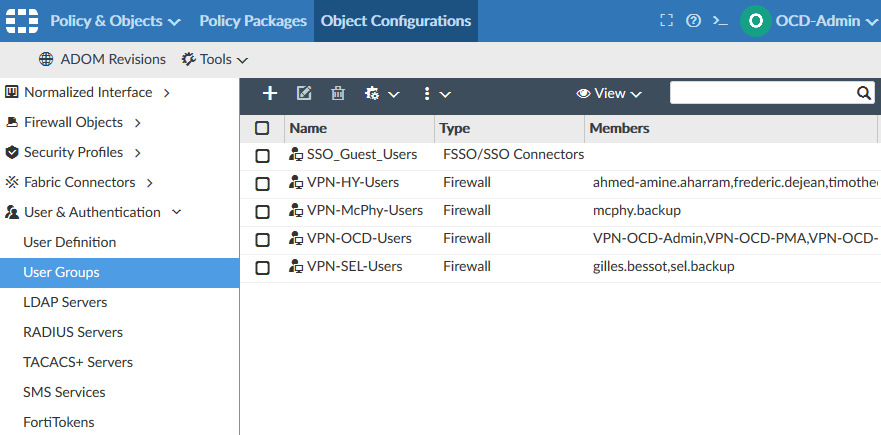 Policy & Objects Policy Packages Object Configurations >_ O OCD-Admin
ADOM Revisions Tools
Normalized Interface
Firewall Objects
Security Profiles
Fabric Connectors
User & Authentication
User Definition
User Groups
LDAP Servers
RADIUS Servers
TACACS+ Servers
SMS Services
FortiTokens
View
Name Type Members
SSO_Guest_Users FSSO/SSO Connectors
VPN-HY-Users Firewall ahmed-amine.aharram,frederic.dejean,timothee
VPN-McPhy-Users Firewall mcphy.backup
VPN-OCD-Users Firewall VPN-OCD-Admin,VPN-OCD-PMA,VPN-OCD-
VPN-SEL-Users Firewall gilles.bessot,sel.backup